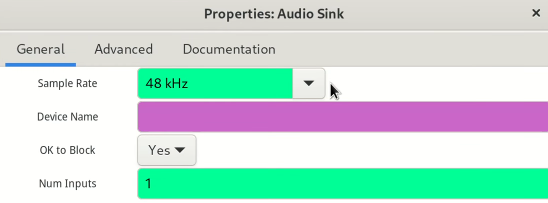 Properties: Audio Sink ×
General Advanced Documentation
Sample Rate 48 kHz
Device Name
OK to Block Yes
Num Inputs 1